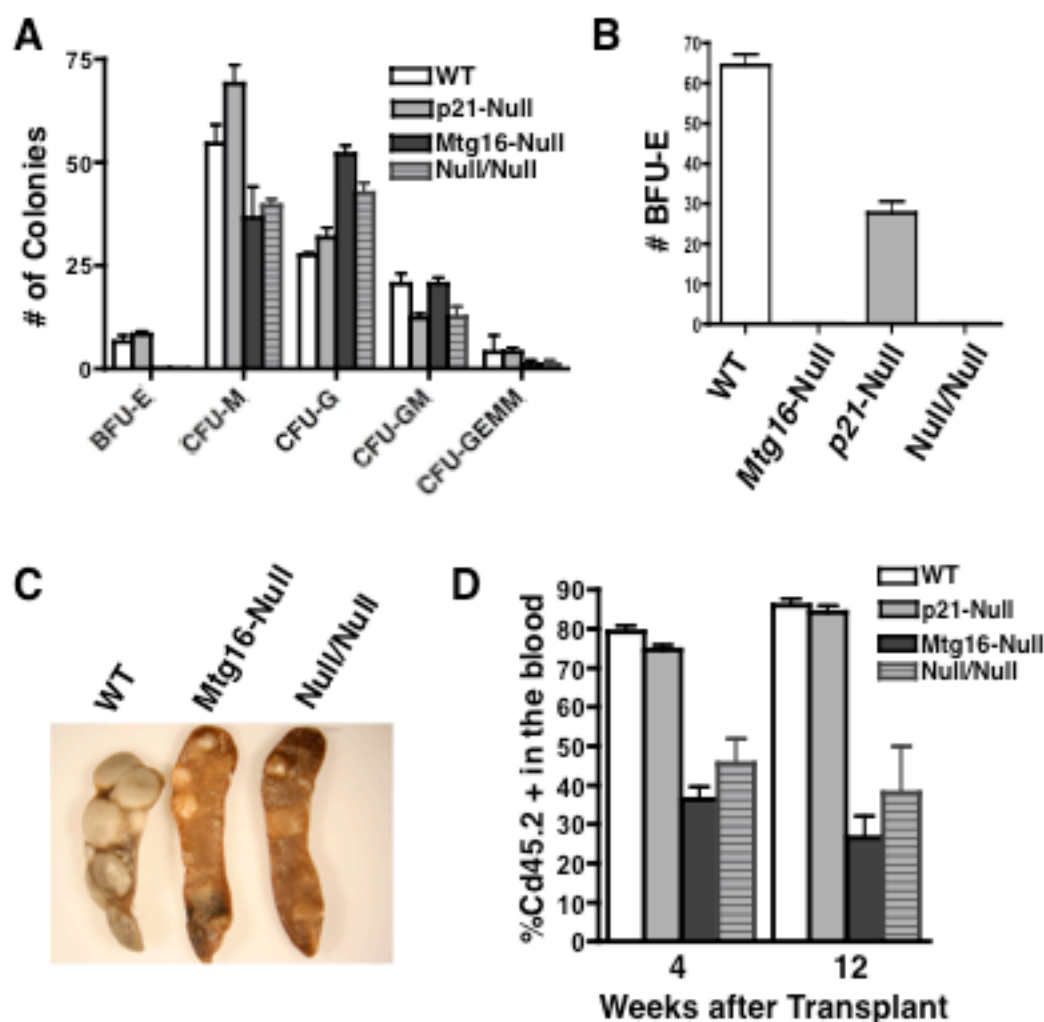 A
75
50
25
0
# of Colonies
WT
p21-Null
Mtg16-Null
Null/Null
BFU-E
CFU-M
CFU-G
CFU-GM
CFU-GEMM
B
70
60
50
40
30
20
10
0
# BFU-E
WT
Mtg16-Null
p21-Null
Null/Null
C
WT
Mtg16-Null
Null/Null
D
90
80
70
60
50
40
30
20
10
0
%Cd45.2 + in the blood
WT
p21-Null
Mtg16-Null
Null/Null
4
12
Weeks after Transplant